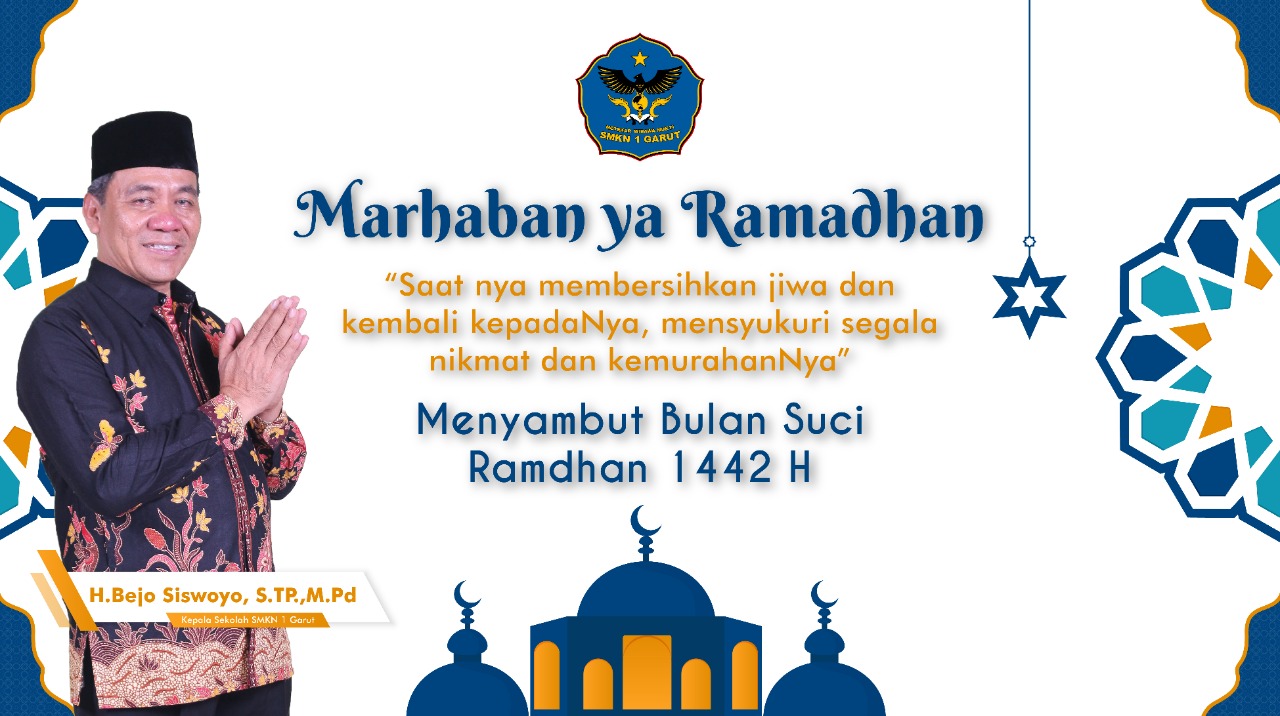 SMKN 1 GARUT
Marhaban ya Ramadhan
“Saat nya membersihkan jiwa dan
kembali kepadaNya, mensyukuri segala
nikmat dan kemurahanNya”
Menyambut Bulan Suci
Ramdhan 1442 H
H.Bejo Siswoyo, S.TP.,M.Pd
Kepala Sekolah SMKN 1 Garut